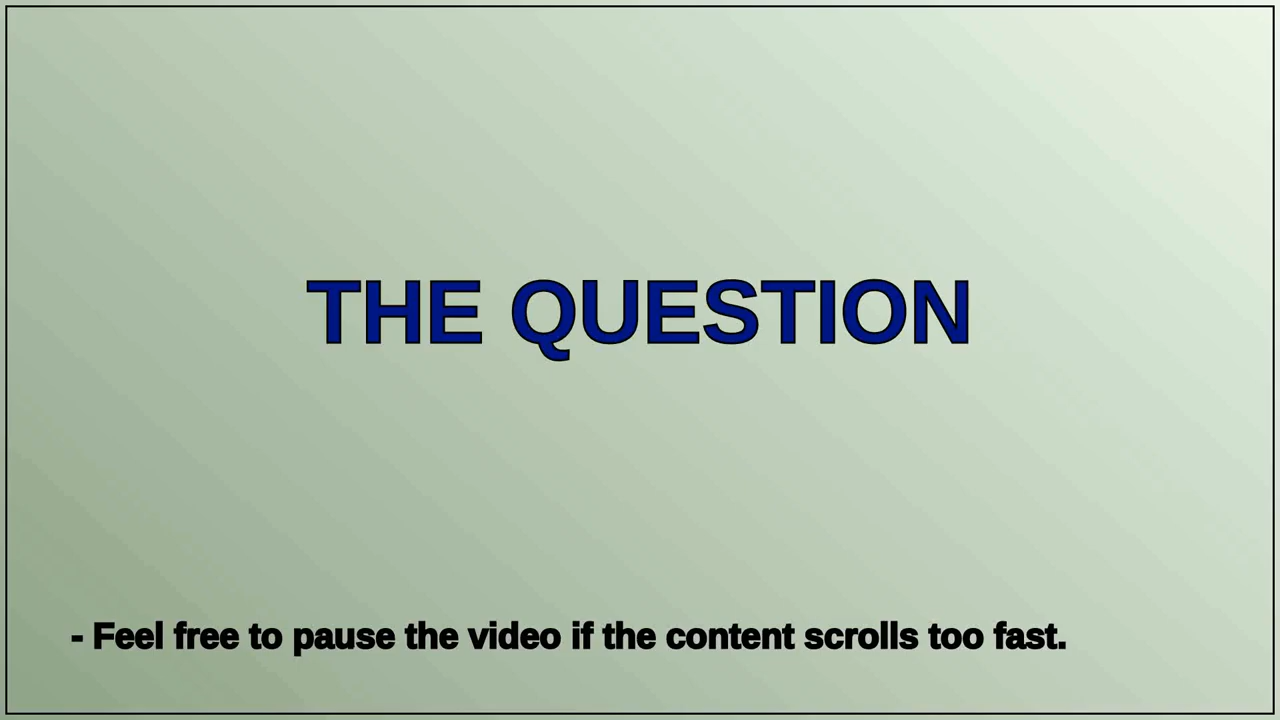 THE QUESTION
- Feel free to pause the video if the content scrolls too fast.